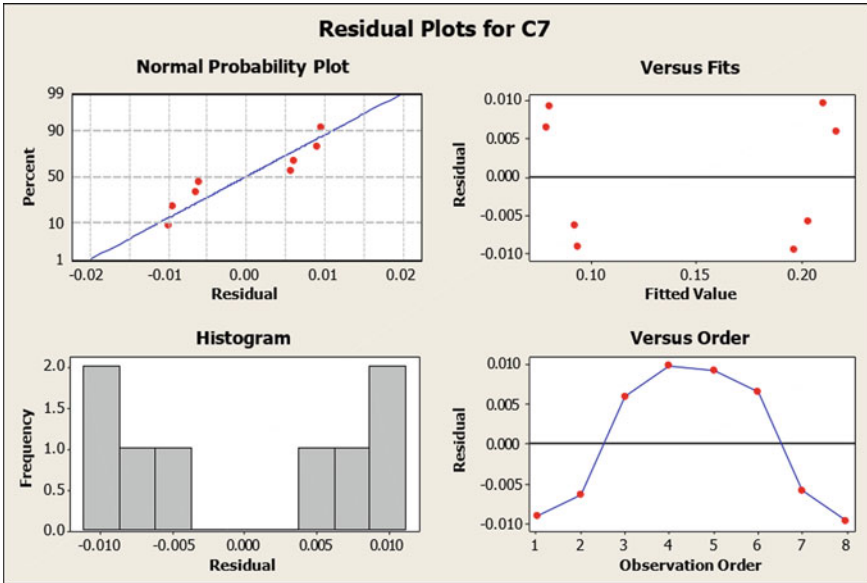 Residual Plots for C7
Normal Probability Plot
99
90
50
10
1
Percent
-0.02 -0.01 0.00 0.01 0.02
Residual
Versus Fits
0.010
0.005
0.000
-0.005
-0.010
Residual
0.10 0.15 0.20
Fitted Value
Histogram
2.0
1.5
1.0
0.5
0.0
Frequency
-0.010 -0.005 0.000 0.005 0.010
Residual
Versus Order
0.010
0.005
0.000
-0.005
-0.010
Residual
1 2 3 4 5 6 7 8
Observation Order